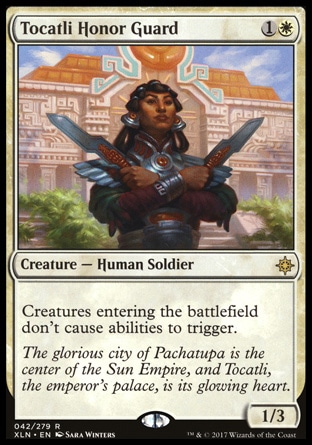 Tocatli Honor Guard 1
Creature — Human Soldier
Creatures entering the battlefield
don't cause abilities to trigger.
The glorious city of Pachatupa is the
center of the Sun Empire, and Tocatli,
the emperor's palace, is its glowing heart.
1/3
042/279 R
XLN • EN SARA WINTERS
™ & © 2017 Wizards of the Coast